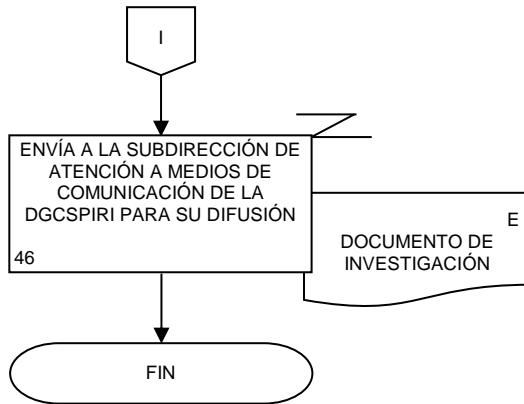 I
ENVÍA A LA SUBDIRECCIÓN DE
ATENCIÓN A MEDIOS DE
COMUNICACIÓN DE LA
DGCSPIRI PARA SU DIFUSIÓN
46
E
DOCUMENTO DE
INVESTIGACIÓN
FIN